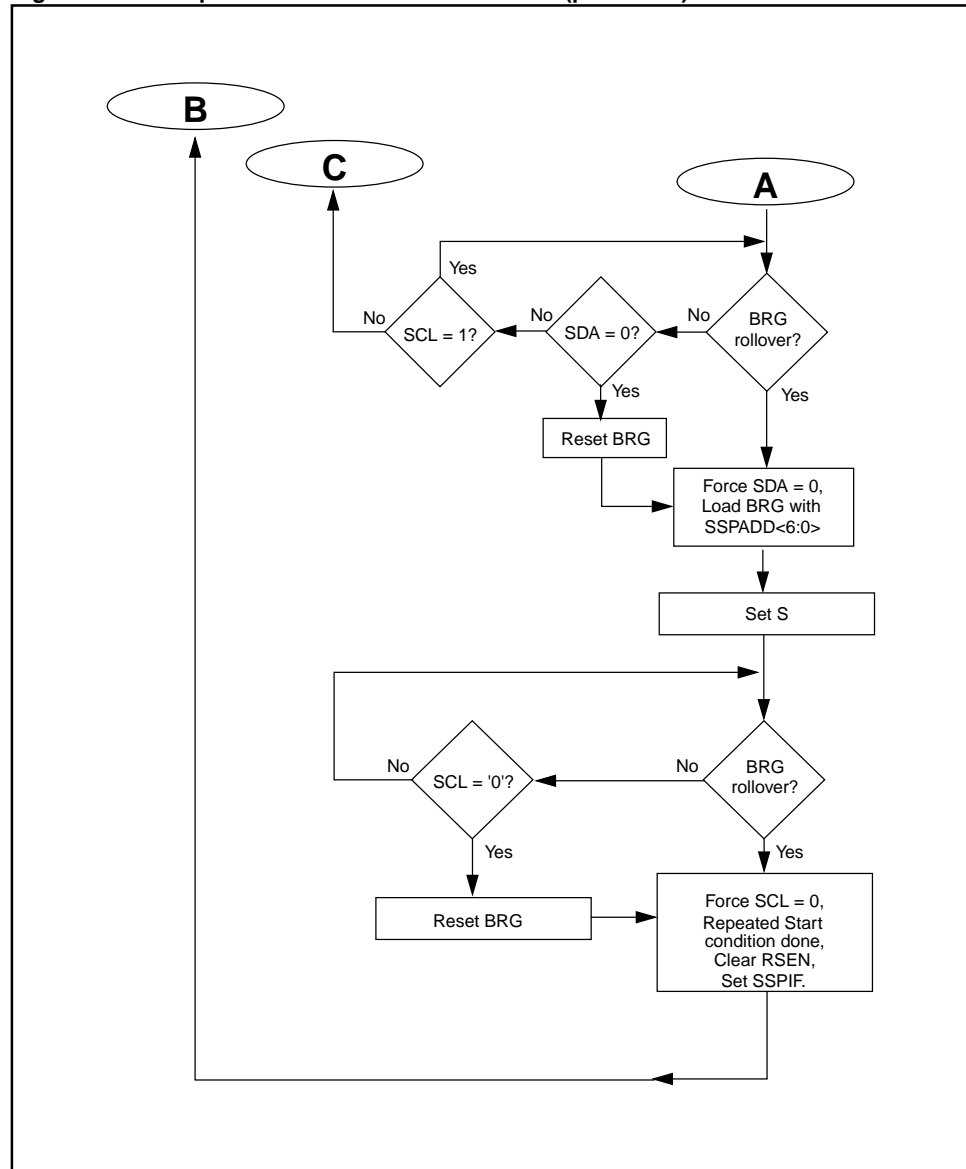 B
C
A
Yes
No
SCL = 1?
No
SDA = 0?
No
BRG
rollover?
Yes
Yes
Reset BRG
Force SDA = 0,
Load BRG with
SSPADD<6:0>
Set S
No
SCL = '0'?
No
BRG
rollover?
Yes
Yes
Reset BRG
Force SCL = 0,
Repeated Start
condition done,
Clear RSEN,
Set SSPIF.